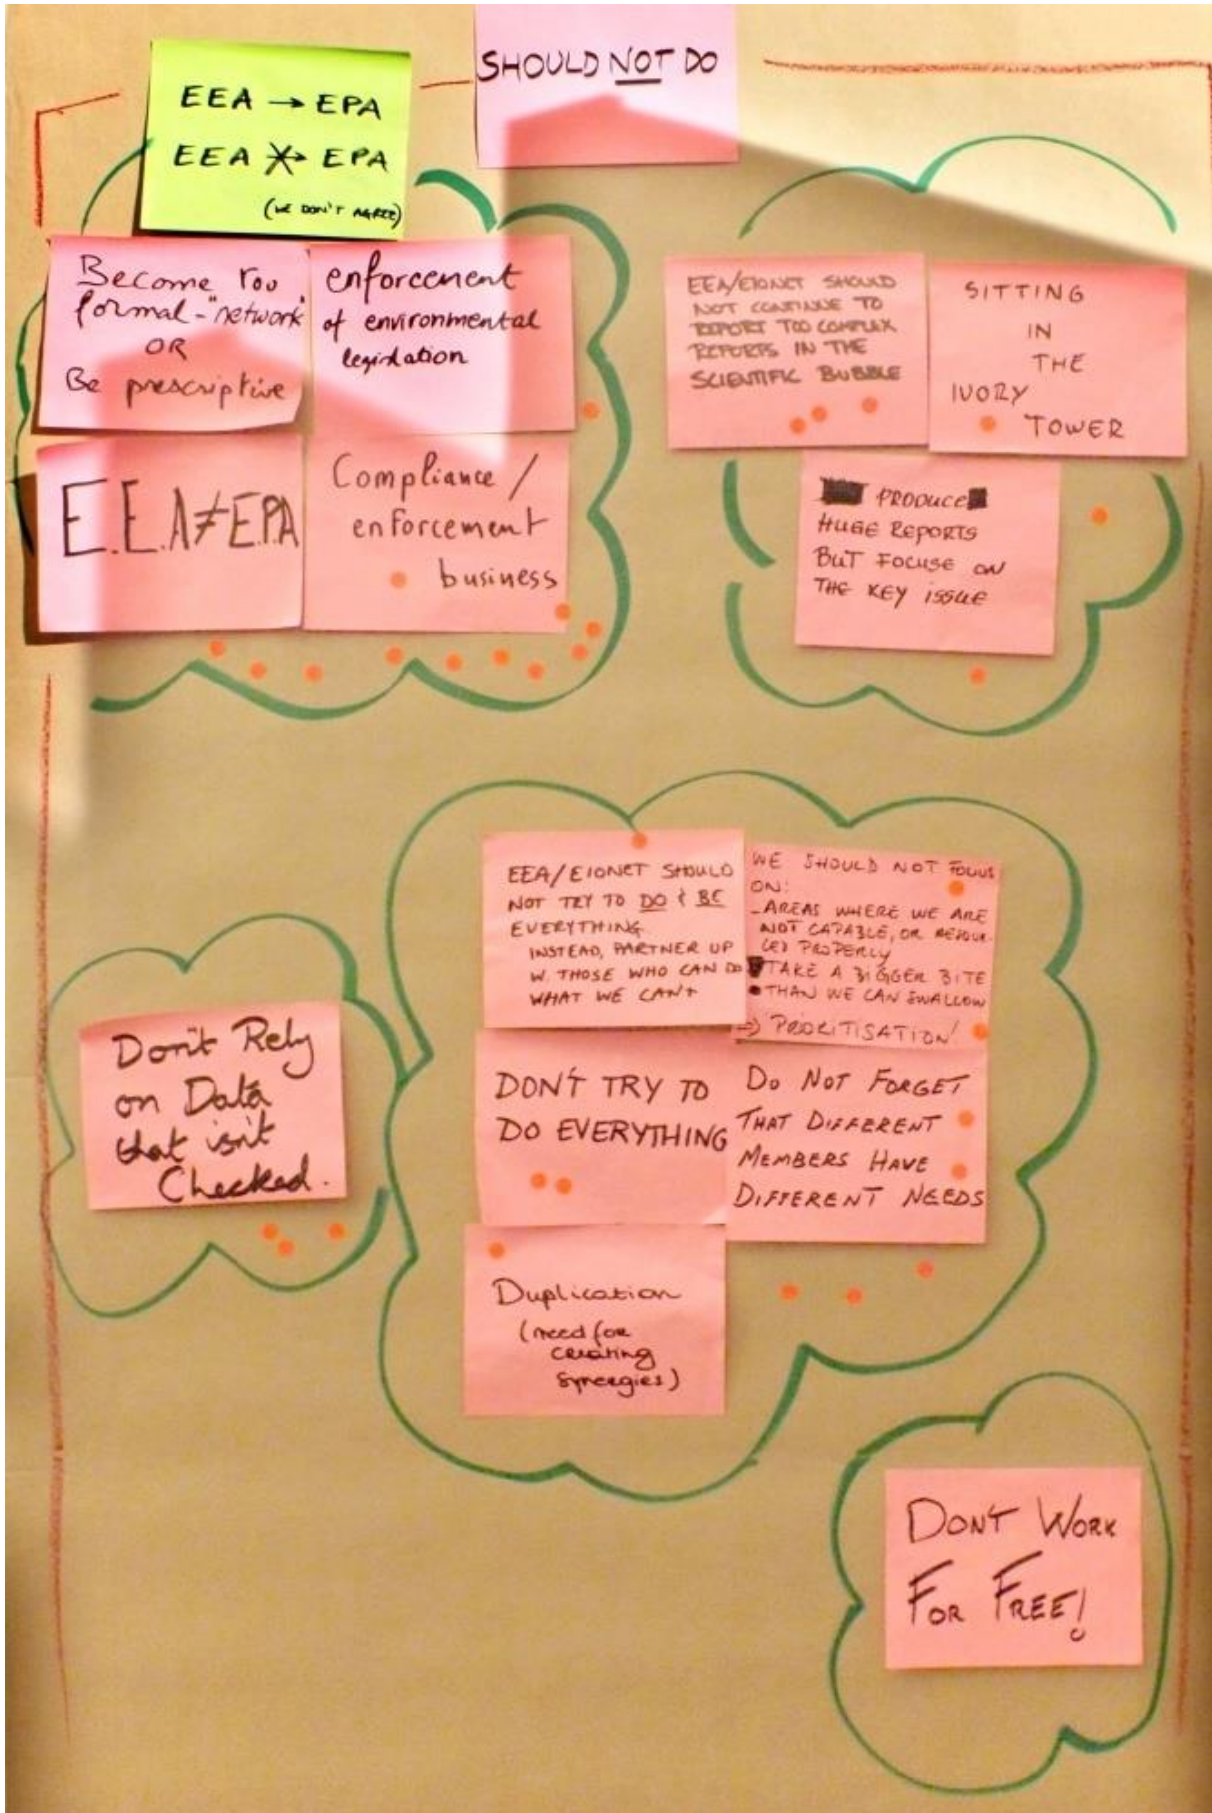 SHOULD NOT DO
EEA → EPA
EEA ↛ EPA
(WE DON'T AGREE)
Become too
formal - "network"
OR
Be prescriptive
enforcement
of environmental
legislation
E.E.A ≠ E.P.A
Compliance /
enforcement
business
EEA/EIONET SHOULD
NOT CONTINUE TO
REPORT TOO COMPLEX
REPORTS IN THE
SCIENTIFIC BUBBLE
SITTING
IN
THE
IVORY
TOWER
PRODUCE
HUGE REPORTS
BUT FOCUSE ON
THE KEY ISSUE
EEA/EIONET SHOULD
NOT TRY TO DO & BE
EVERYTHING.
INSTEAD, PARTNER UP
W. THOSE WHO CAN DO
WHAT WE CAN'T
WE SHOULD NOT FOCUS
ON:
- AREAS WHERE WE ARE
NOT CAPABLE, OR RESOUR-
CED PROPERLY
TAKE A BIGGER BITE
THAN WE CAN SWALLOW
=> PRIORITISATION!
DON'T TRY TO
DO EVERYTHING
DO NOT FORGET
THAT DIFFERENT
MEMBERS HAVE
DIFFERENT NEEDS
Duplication
(need for
creating
synergies)
Don't Rely
on Data
that isn't
Checked.
DONT WORK
FOR FREE!